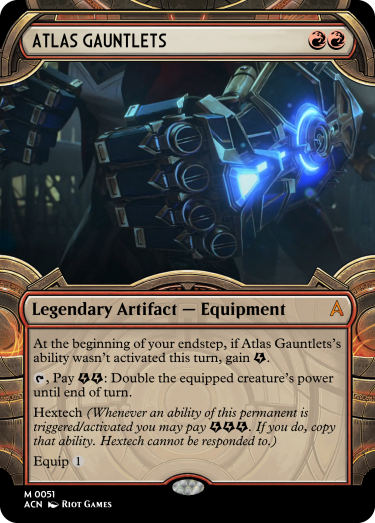 ATLAS GAUNTLETS
Legendary Artifact — Equipment
At the beginning of your endstep, if Atlas Gauntlets's
ability wasn't activated this turn, gain .
, Pay : Double the equipped creature's power
until end of turn.
Hextech (Whenever an ability of this permanent is
triggered/activated you may pay . If you do, copy
that ability. Hextech cannot be responded to.)
Equip 1
M 0051
ACN Riot Games